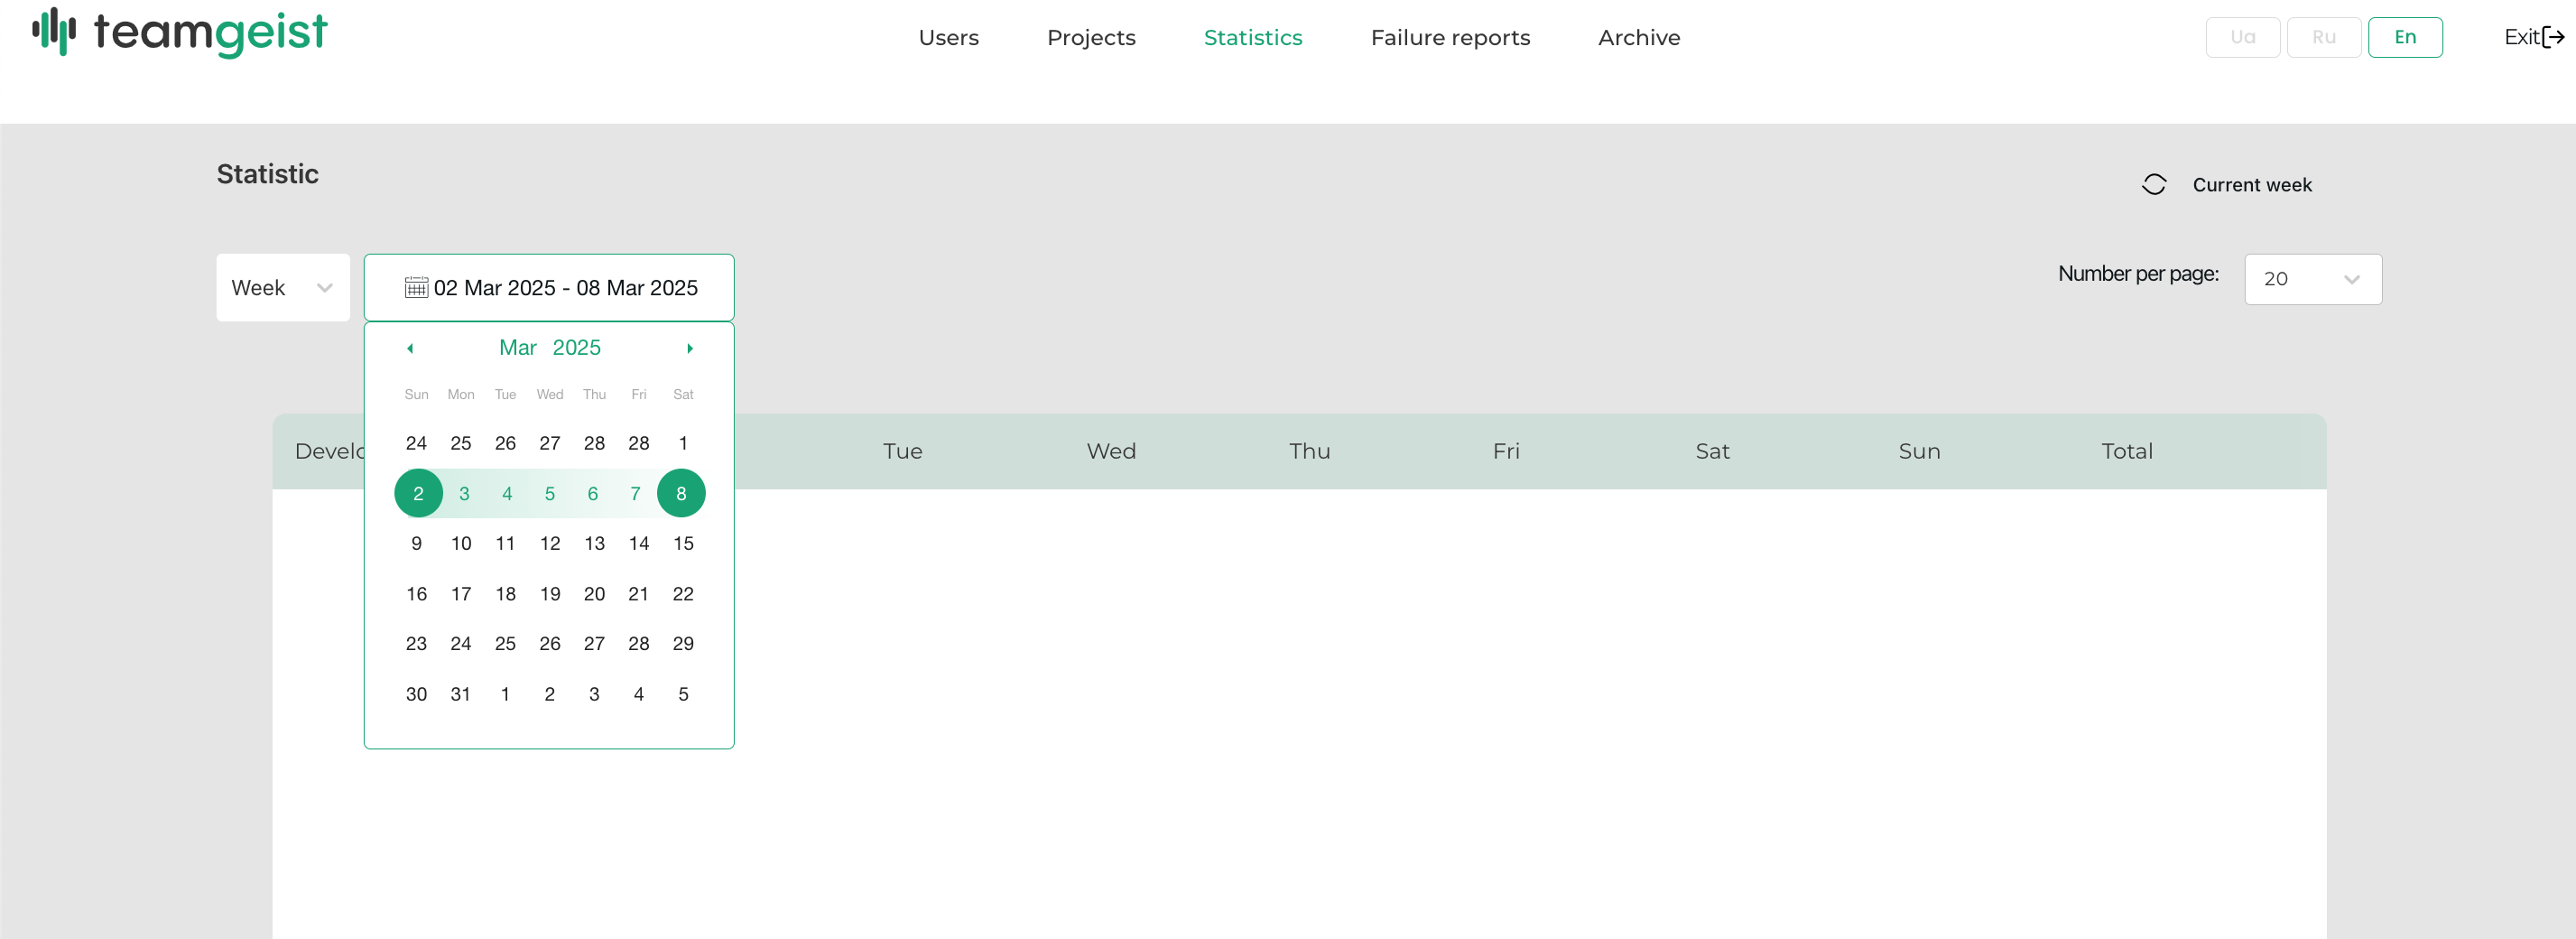 teamgeist
Users Projects Statistics Failure reports Archive
Ua Ru En
Exit
Statistic
Current week
Week
02 Mar 2025 - 08 Mar 2025
Number per page: 20
Mar 2025
Sun Mon Tue Wed Thu Fri Sat
24 25 26 27 28 28 1
2 3 4 5 6 7 8
9 10 11 12 13 14 15
16 17 18 19 20 21 22
23 24 25 26 27 28 29
30 31 1 2 3 4 5
Develo Tue Wed Thu Fri Sat Sun Total